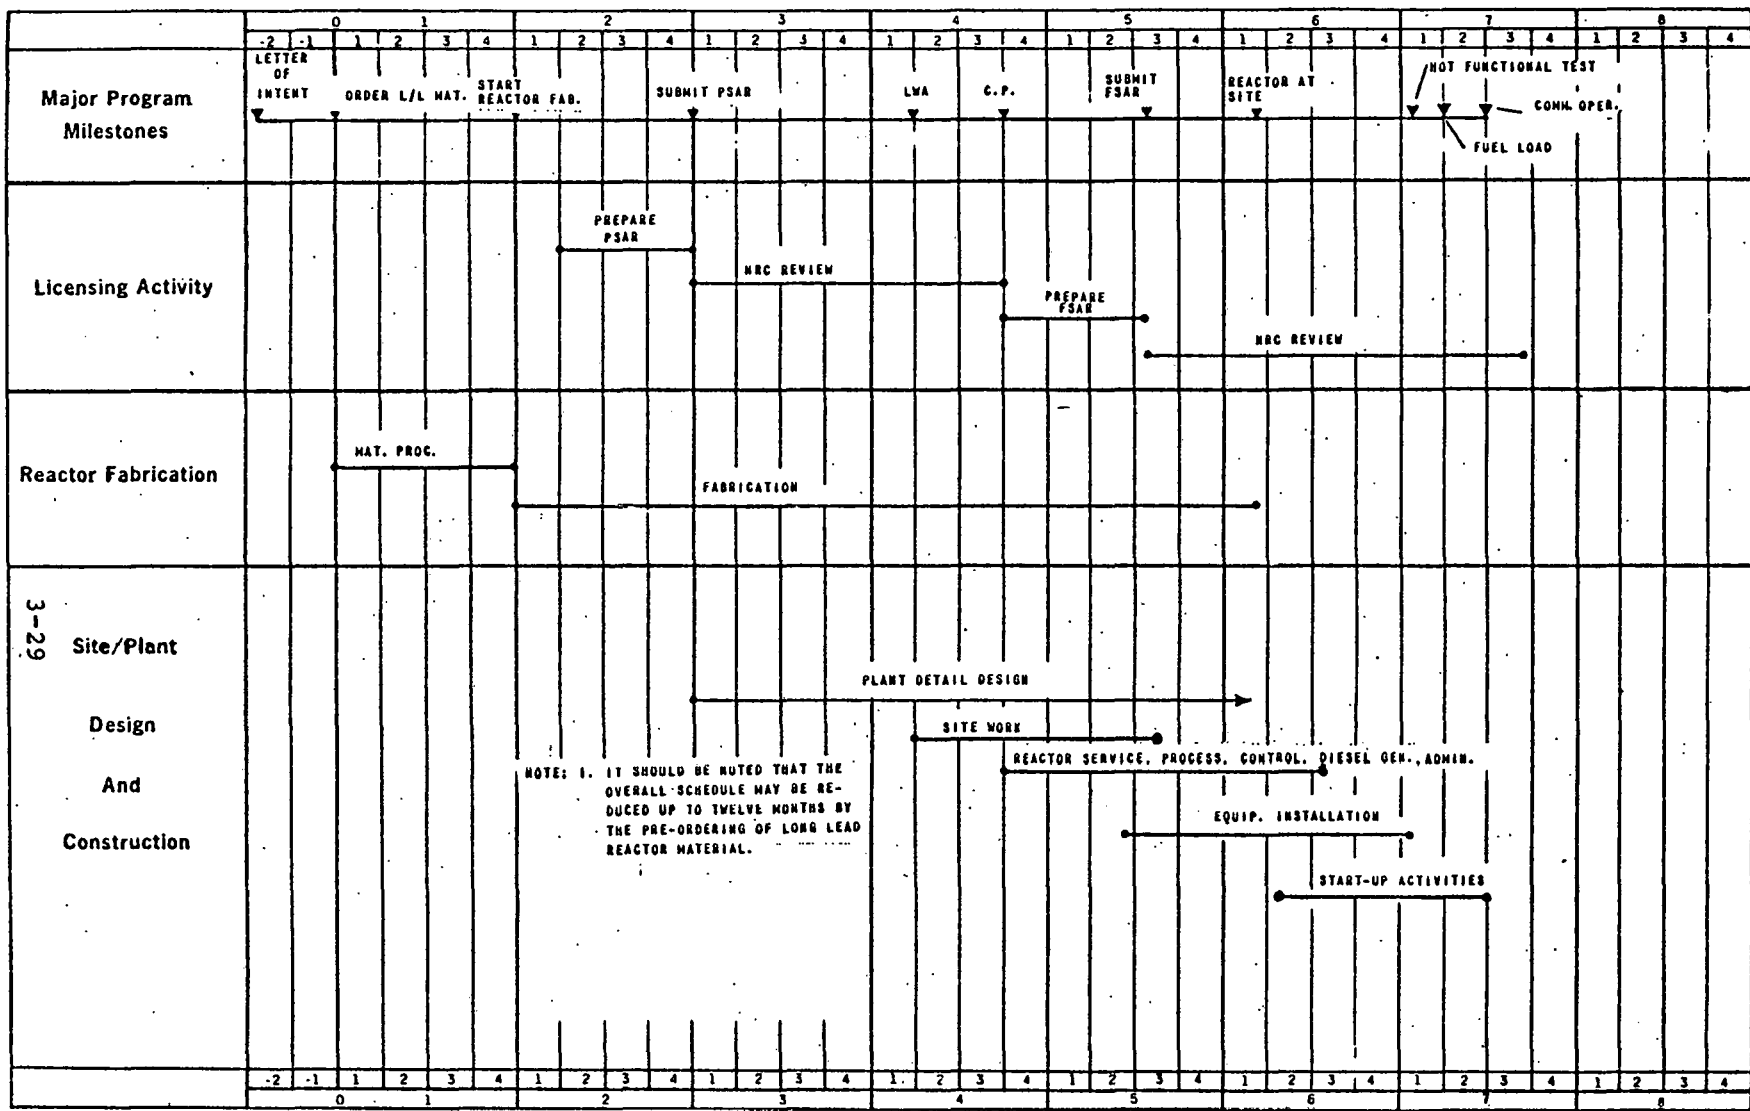 0 1 2 3 4 5 6 7 8
-2 -1 1 2 3 4 1 2 3 4 1 2 3 4 1 2 3 4 1 2 3 4 1 2 3 4 1 2 3 4 1 2 3 4
Major Program
Milestones
LETTER
OF
INTENT
ORDER L/L MAT.
START
REACTOR FAB.
SUBMIT PSAR
LWA
C.P.
SUBMIT
FSAR
REACTOR AT
SITE
HOT FUNCTIONAL TEST
COMM. OPER.
FUEL LOAD
Licensing Activity
PREPARE
PSAR
NRC REVIEW
PREPARE
FSAR
NRC REVIEW
Reactor Fabrication
MAT. PROC.
FABRICATION
3-29
Site/Plant
Design
And
Construction
PLANT DETAIL DESIGN
SITE WORK
REACTOR SERVICE, PROCESS, CONTROL, DIESEL GEN., ADMIN.
EQUIP. INSTALLATION
START-UP ACTIVITIES
NOTE: 1. IT SHOULD BE NOTED THAT THE
OVERALL SCHEDULE MAY BE RE-
DUCED UP TO TWELVE MONTHS BY
THE PRE-ORDERING OF LONG LEAD
REACTOR MATERIAL.
-2 -1 1 2 3 4 1 2 3 4 1 2 3 4 1 2 3 4 1 2 3 4 1 2 3 4 1 2 3 4 1 2 3 4
0 1 2 3 4 5 6 7 8